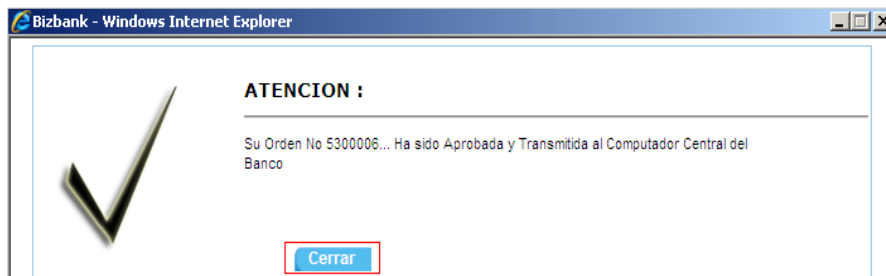 Bizbank - Windows Internet Explorer
ATENCION :
Su Orden No 5300006... Ha sido Aprobada y Transmitida al Computador Central del
Banco
Cerrar